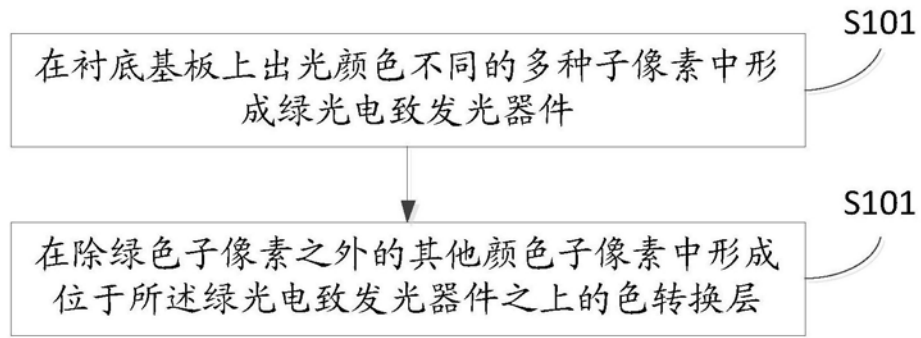 S101
在衬底基板上出光颜色不同的多种子像素中形
成绿光电致发光器件
S101
在除绿色子像素之外的其他颜色子像素中形成
位于所述绿光电致发光器件之上的色转换层